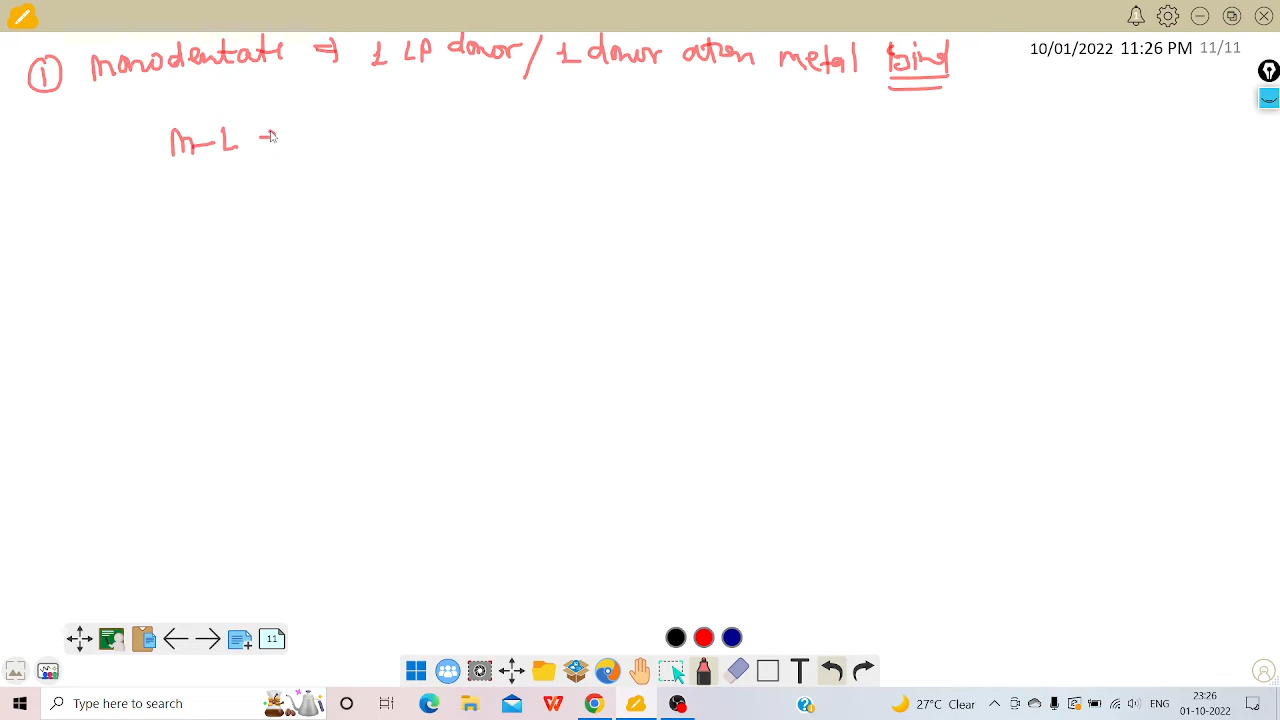 10/01/2022 11:26 PM 11/11
① monodentate ⇒ 1 LP donor / 1 donor atom metal bind
M-L -
11
T
Type here to search
W
27°C Clear
ENG
23:26
01-10-2022